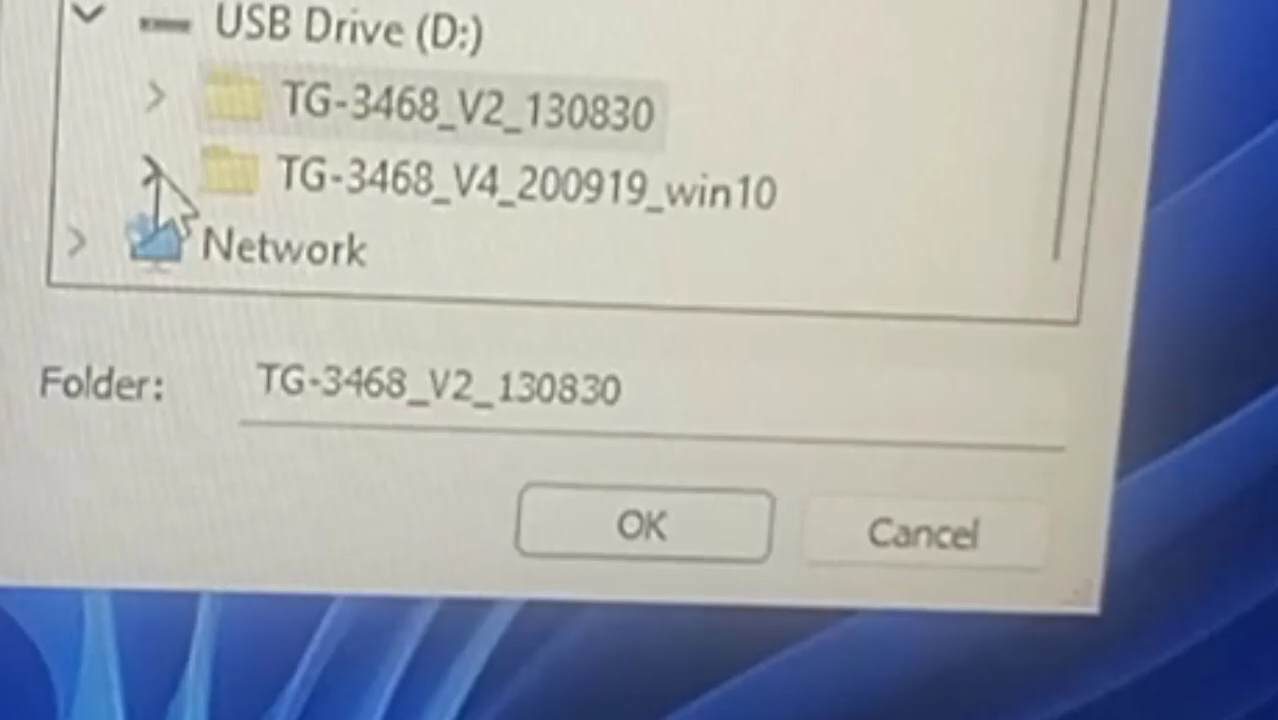 USB Drive (D:)
TG-3468_V2_130830
TG-3468_V4_200919_win10
Network
Folder: TG-3468_V2_130830
OK Cancel